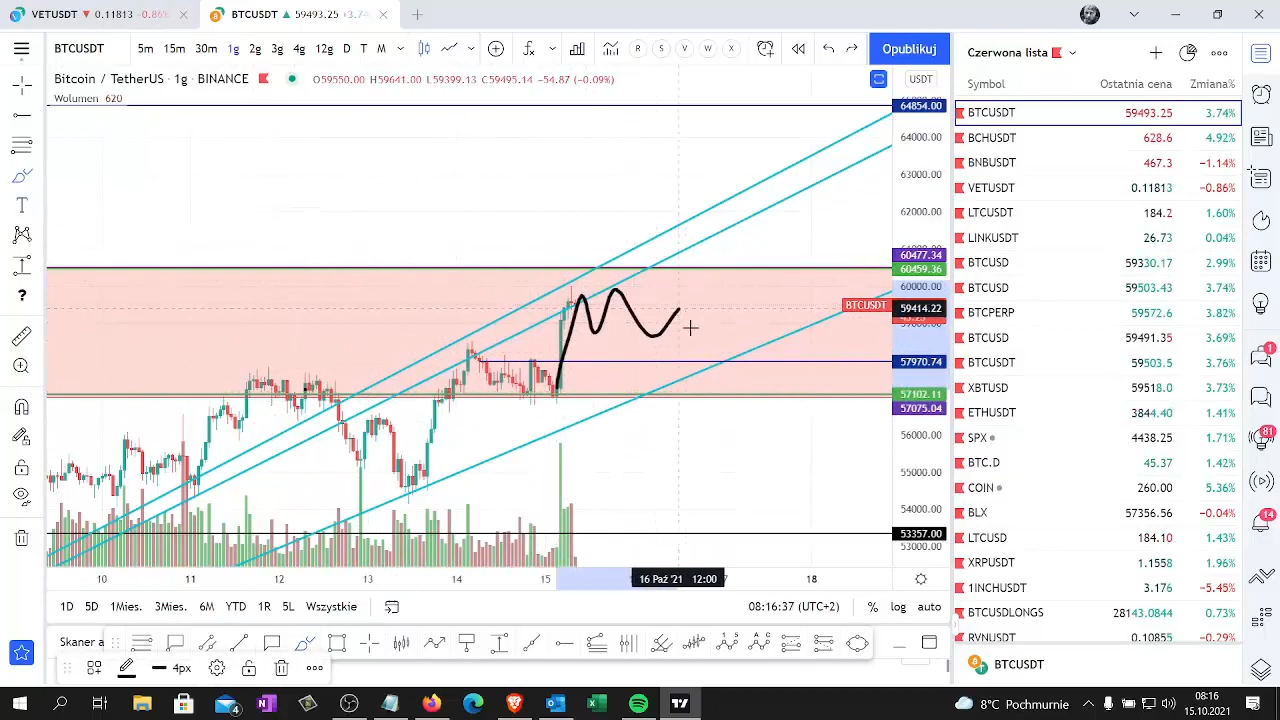 VETUSDT ▼ 0.1813 −0.86%
BTCUSDT ▲ 59495.24 +3.74
BTCUSDT 5m 15m 30m 1g 2g 3g 4g 12g D T M Opublikuj
Bitcoin / TetherUS · 1g · BINANCE O59550.00 H59641.00 L59399.13 C59495.14 −54.87 (−0.09%)
USDT
Wolumen 620
64854.00
64000.00
63000.00
62000.00
60477.34
60459.36
60000.00
BTCUSDT 59414.22
57970.74
57102.11
57075.04
56000.00
55000.00
54000.00
53357.00
53000.00
10 11 12 13 14 15 16 Paź '21 12:00 18
1D 5D 1Mies. 3Mies. 6M YTD 1R 5L Wszystkie 08:16:37 (UTC+2) % log auto
Skaner a
4px
Czerwona lista
Symbol Ostatnia cena Zmiana%
BTCUSDT 59493.25 3.74%
BCHUSDT 628.6 4.92%
BNBUSDT 467.3 −1.14%
VETUSDT 0.11813 −0.86%
LTCUSDT 184.2 1.60%
LINKUSDT 26.73 0.04%
BTCUSD 59330.17 2.99%
BTCUSD 59503.43 3.74%
BTCPERP 59572.6 3.82%
BTCUSD 59491.35 3.69%
BTCUSDT 59503.5 3.76%
XBTUSD 59518.0 3.73%
ETHUSDT 3844.40 1.41%
SPX 4438.25 1.71%
BTC.D 45.37 1.42%
COIN 260.00 5.36%
BLX 57356.56 −0.04%
LTCUSD 184.10 1.43%
XRPUSDT 1.1558 1.96%
1INCHUSDT 3.176 −5.45%
BTCUSDLONGS 28143.0844 0.73%
RVNUSDT 0.10855 −0.29%
BTCUSDT
1
81
14
8°C Pochmurnie 08:16
15.10.2021